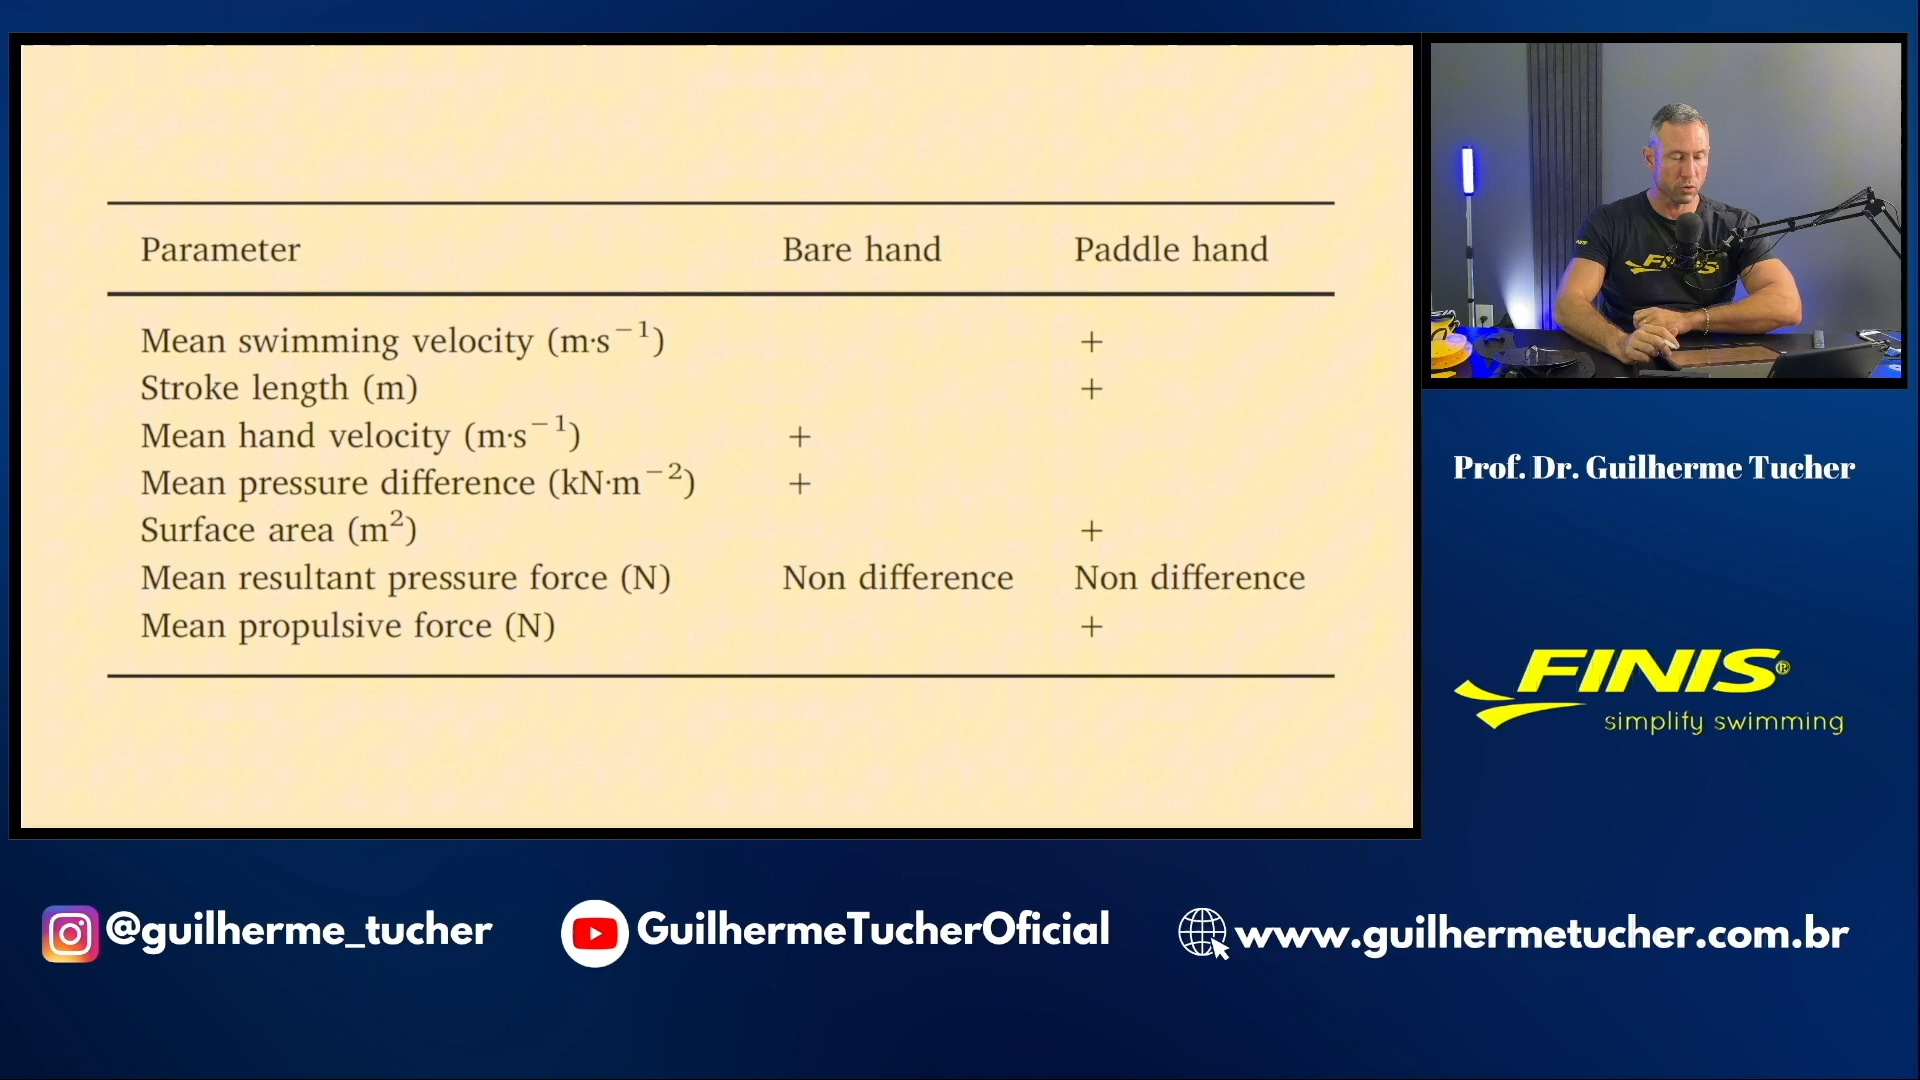 Parameter Bare hand Paddle hand
Mean swimming velocity (m·s⁻¹) +
Stroke length (m) +
Mean hand velocity (m·s⁻¹) +
Mean pressure difference (kN·m⁻²) +
Surface area (m²) +
Mean resultant pressure force (N) Non difference Non difference
Mean propulsive force (N) +
FINIS
Prof. Dr. Guilherme Tucher
FINIS®
simplify swimming
@guilherme_tucher
GuilhermeTucherOficial
www.guilhermetucher.com.br